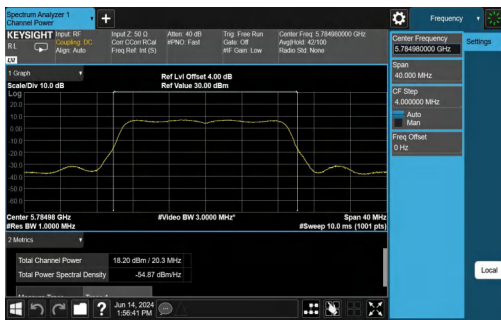 Spectrum Analyzer 1
Channel Power
KEYSIGHT
RL
Input: RF
Coupling: DC
Align: Auto
Input Z: 50 Ω
Corr CCorr RCal
Freq Ref: Int (S)
Atten: 40 dB
#PNO: Fast
Trig: Free Run
Gate: Off
#IF Gain: Low
Center Freq: 5.784980000 GHz
Avg|Hold: 42/100
Radio Std: None
LXI
1 Graph
Scale/Div 10.0 dB
Ref Lvl Offset 4.00 dB
Ref Value 30.00 dBm
Log
20.0
10.0
0.00
-10.0
-20.0
-30.0
-40.0
-50.0
-60.0
Center 5.78498 GHz
#Res BW 1.0000 MHz
#Video BW 3.0000 MHz*
Span 40 MHz
#Sweep 10.0 ms (1001 pts)
2 Metrics
Total Channel Power 18.20 dBm / 20.3 MHz
Total Power Spectral Density -54.87 dBm/Hz
Jun 14, 2024
1:56:41 PM
Frequency
Center Frequency
5.784980000 GHz
Settings
Span
40.000 MHz
CF Step
4.000000 MHz
Auto
Man
Freq Offset
0 Hz
Local